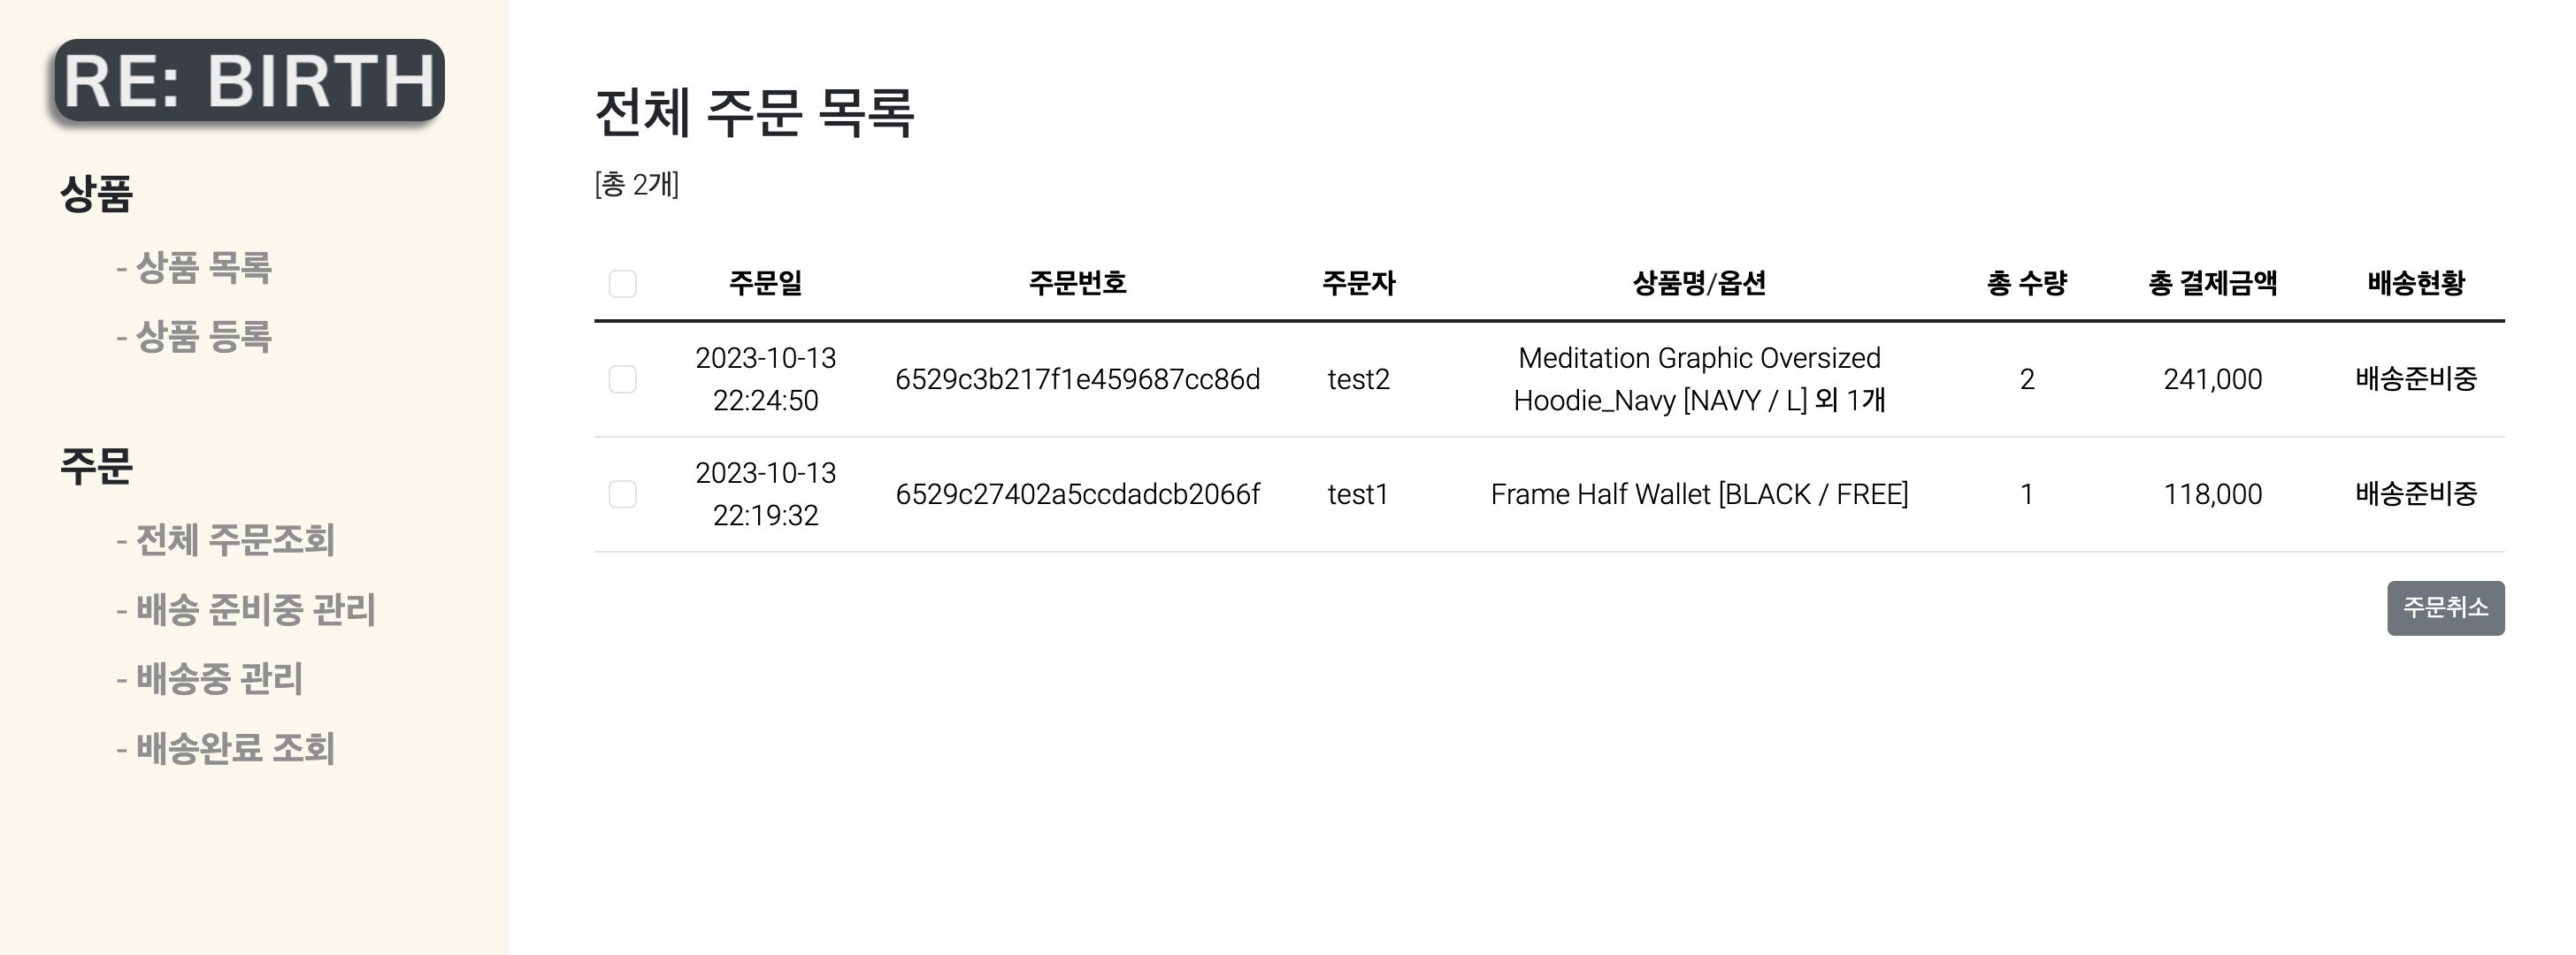 RE: BIRTH
상품
- 상품 목록
- 상품 등록
주문
- 전체 주문조회
- 배송 준비중 관리
- 배송중 관리
- 배송완료 조회
전체 주문 목록
[총 2개]
주문일 주문번호 주문자 상품명/옵션 총 수량 총 결제금액 배송현황
2023-10-13
22:24:50
6529c3b217f1e459687cc86d
test2
Meditation Graphic Oversized
Hoodie_Navy [NAVY / L] 외 1개
2
241,000
배송준비중
2023-10-13
22:19:32
6529c27402a5ccdadcb2066f
test1
Frame Half Wallet [BLACK / FREE]
1
118,000
배송준비중
주문취소